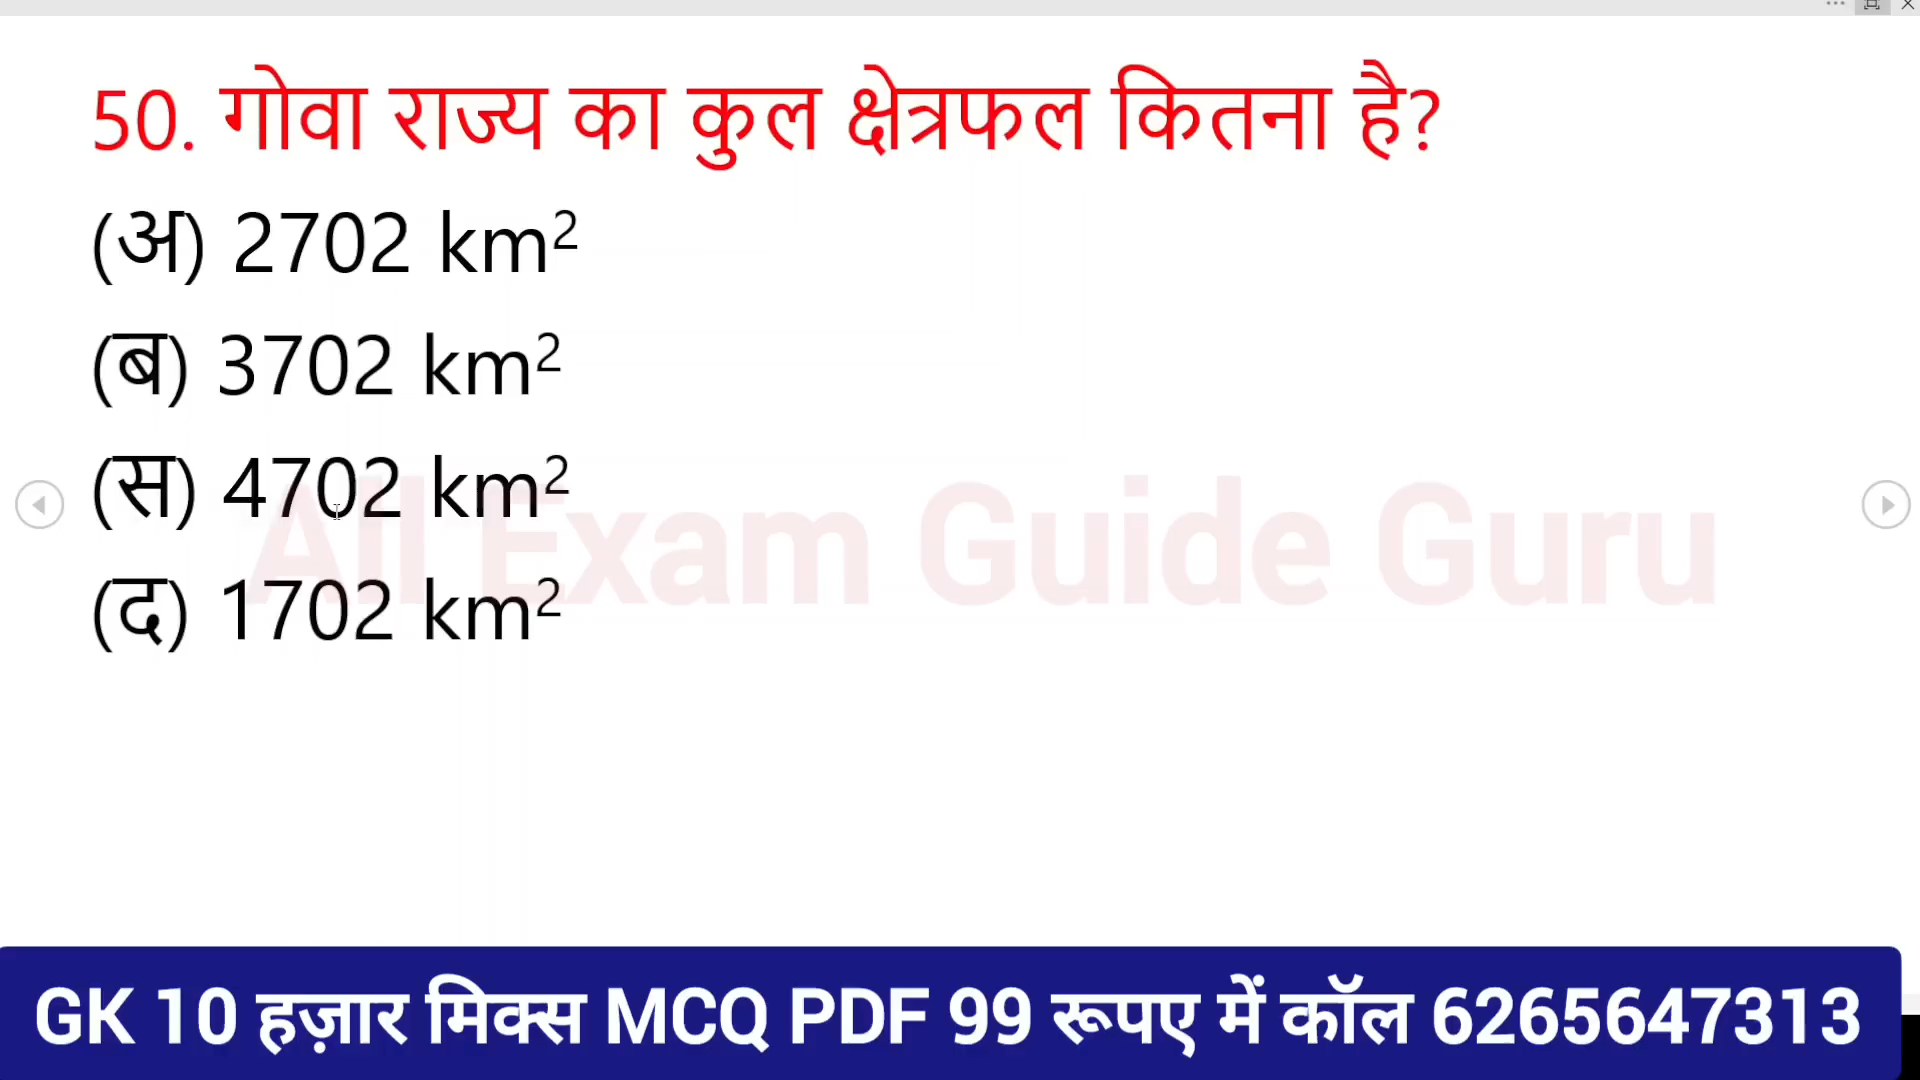 50. गोवा राज्य का कुल क्षेत्रफल कितना है?
(अ) 2702 km²
(ब) 3702 km²
(स) 4702 km²
(द) 1702 km²
All Exam Guide Guru
GK 10 हज़ार मिक्स MCQ PDF 99 रूपए में कॉल 6265647313